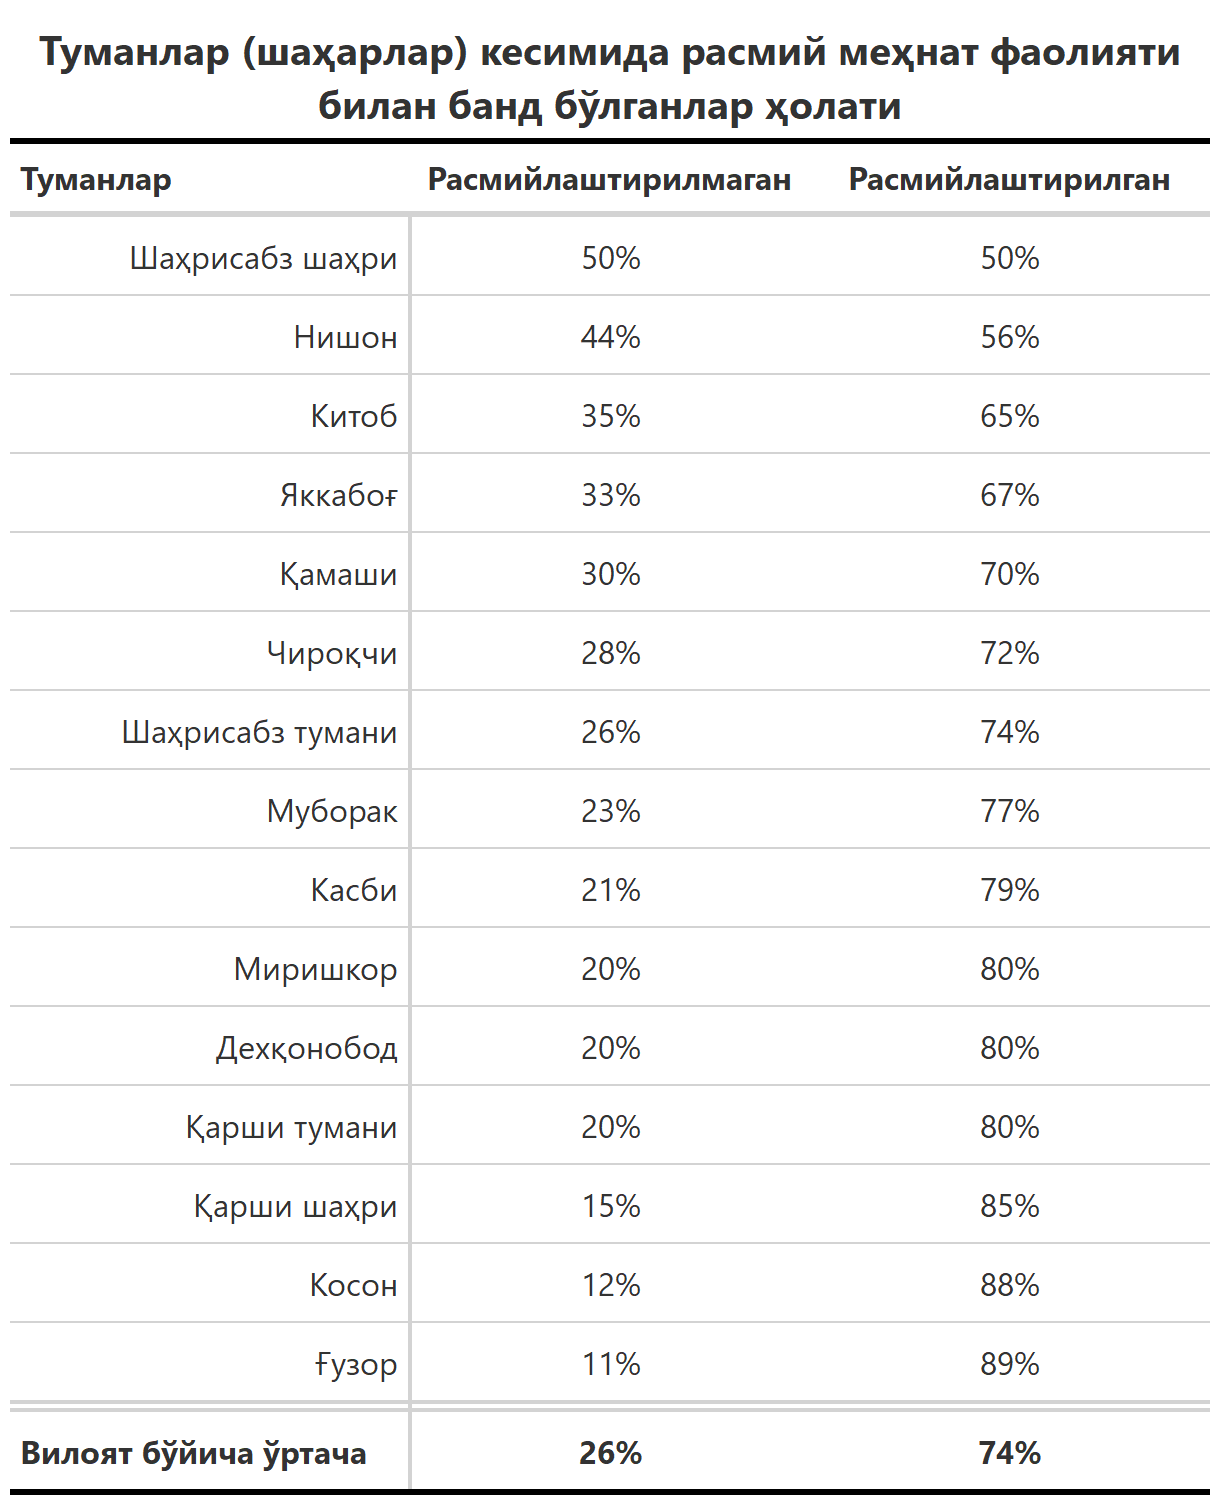 Туманлар (шаҳарлар) кесимида расмий меҳнат фаолияти
билан банд бўлганлар ҳолати
Туманлар Расмийлаштирилмаган Расмийлаштирилган
Шаҳрисабз шаҳри 50% 50%
Нишон 44% 56%
Китоб 35% 65%
Яккабоғ 33% 67%
Қамаши 30% 70%
Чироқчи 28% 72%
Шаҳрисабз тумани 26% 74%
Муборак 23% 77%
Касби 21% 79%
Миришкор 20% 80%
Дехқонобод 20% 80%
Қарши тумани 20% 80%
Қарши шаҳри 15% 85%
Косон 12% 88%
Ғузор 11% 89%
Вилоят бўйича ўртача 26% 74%